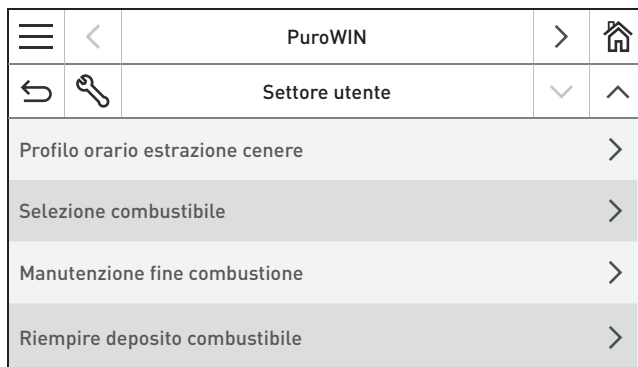 PuroWIN
Settore utente
Profilo orario estrazione cenere
Selezione combustibile
Manutenzione fine combustione
Riempire deposito combustibile